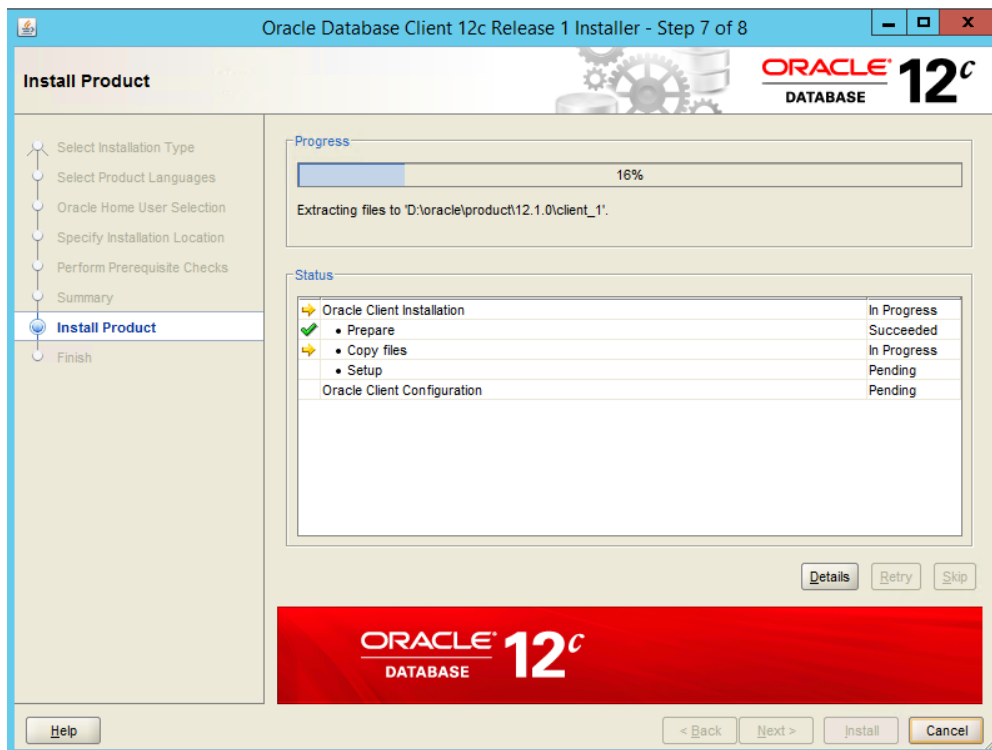 Oracle Database Client 12c Release 1 Installer - Step 7 of 8
Install Product
ORACLE® 12c
DATABASE
Select Installation Type
Select Product Languages
Oracle Home User Selection
Specify Installation Location
Perform Prerequisite Checks
Summary
Install Product
Finish
Progress
16%
Extracting files to 'D:\oracle\product\12.1.0\client_1'.
Status
Oracle Client Installation In Progress
• Prepare Succeeded
• Copy files In Progress
• Setup Pending
Oracle Client Configuration Pending
Details Retry Skip
ORACLE® 12c
DATABASE
Help < Back Next > Install Cancel